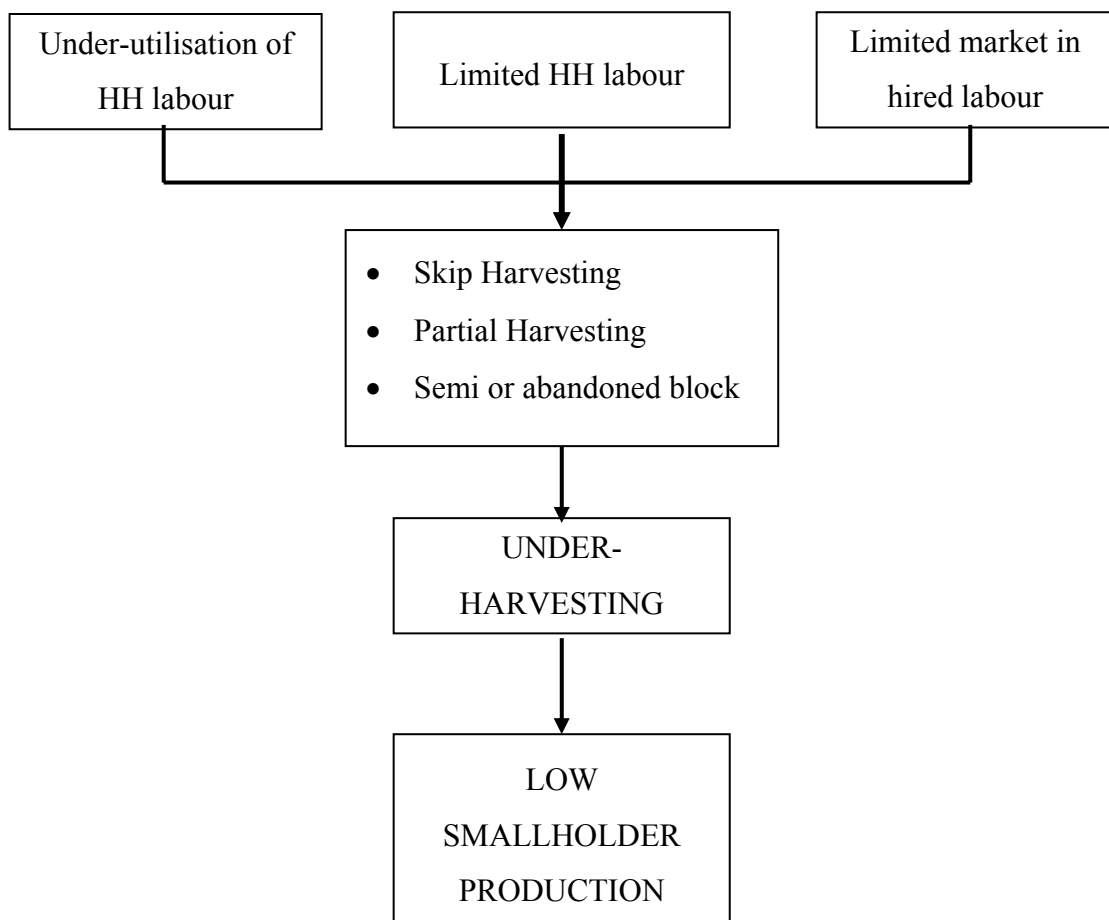 Under-utilisation of
HH labour
Limited HH labour
Limited market in
hired labour
• Skip Harvesting
• Partial Harvesting
• Semi or abandoned block
UNDER-
HARVESTING
LOW
SMALLHOLDER
PRODUCTION